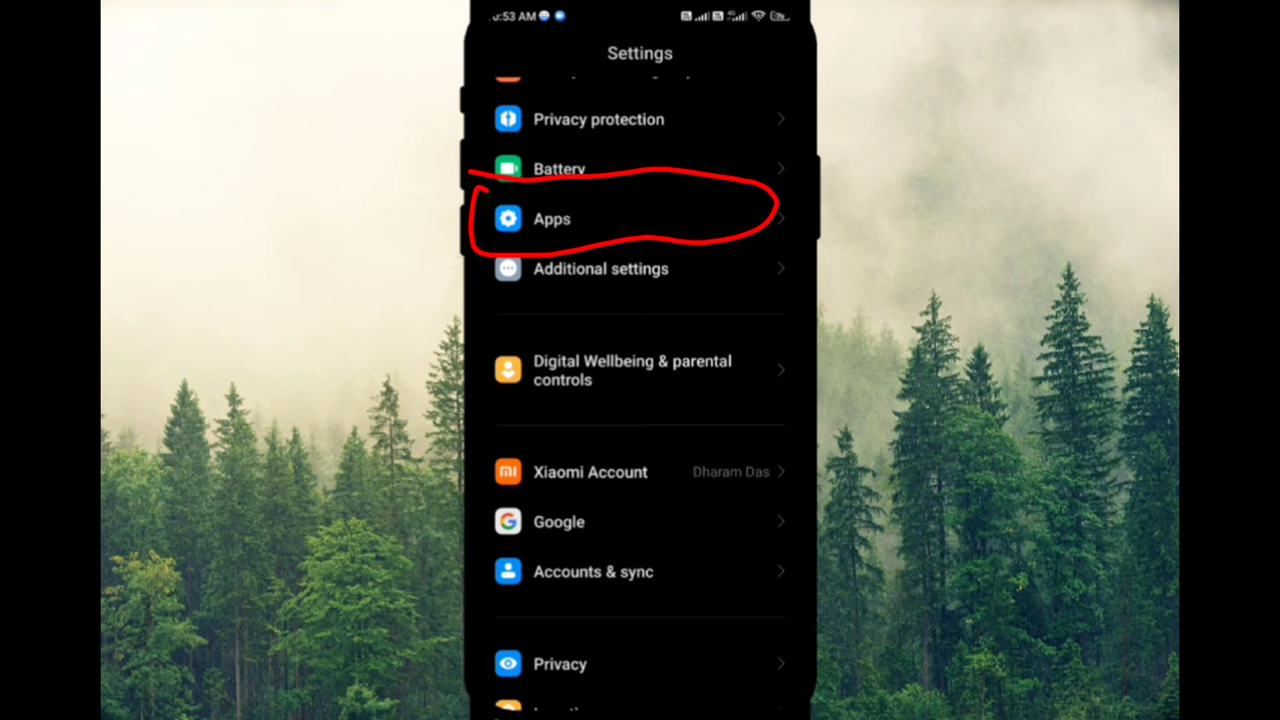 :53 AM
Settings
Privacy protection
Battery
Apps
Additional settings
Digital Wellbeing & parental
controls
mi
Xiaomi Account
Dharam Das
G
Google
Accounts & sync
Privacy